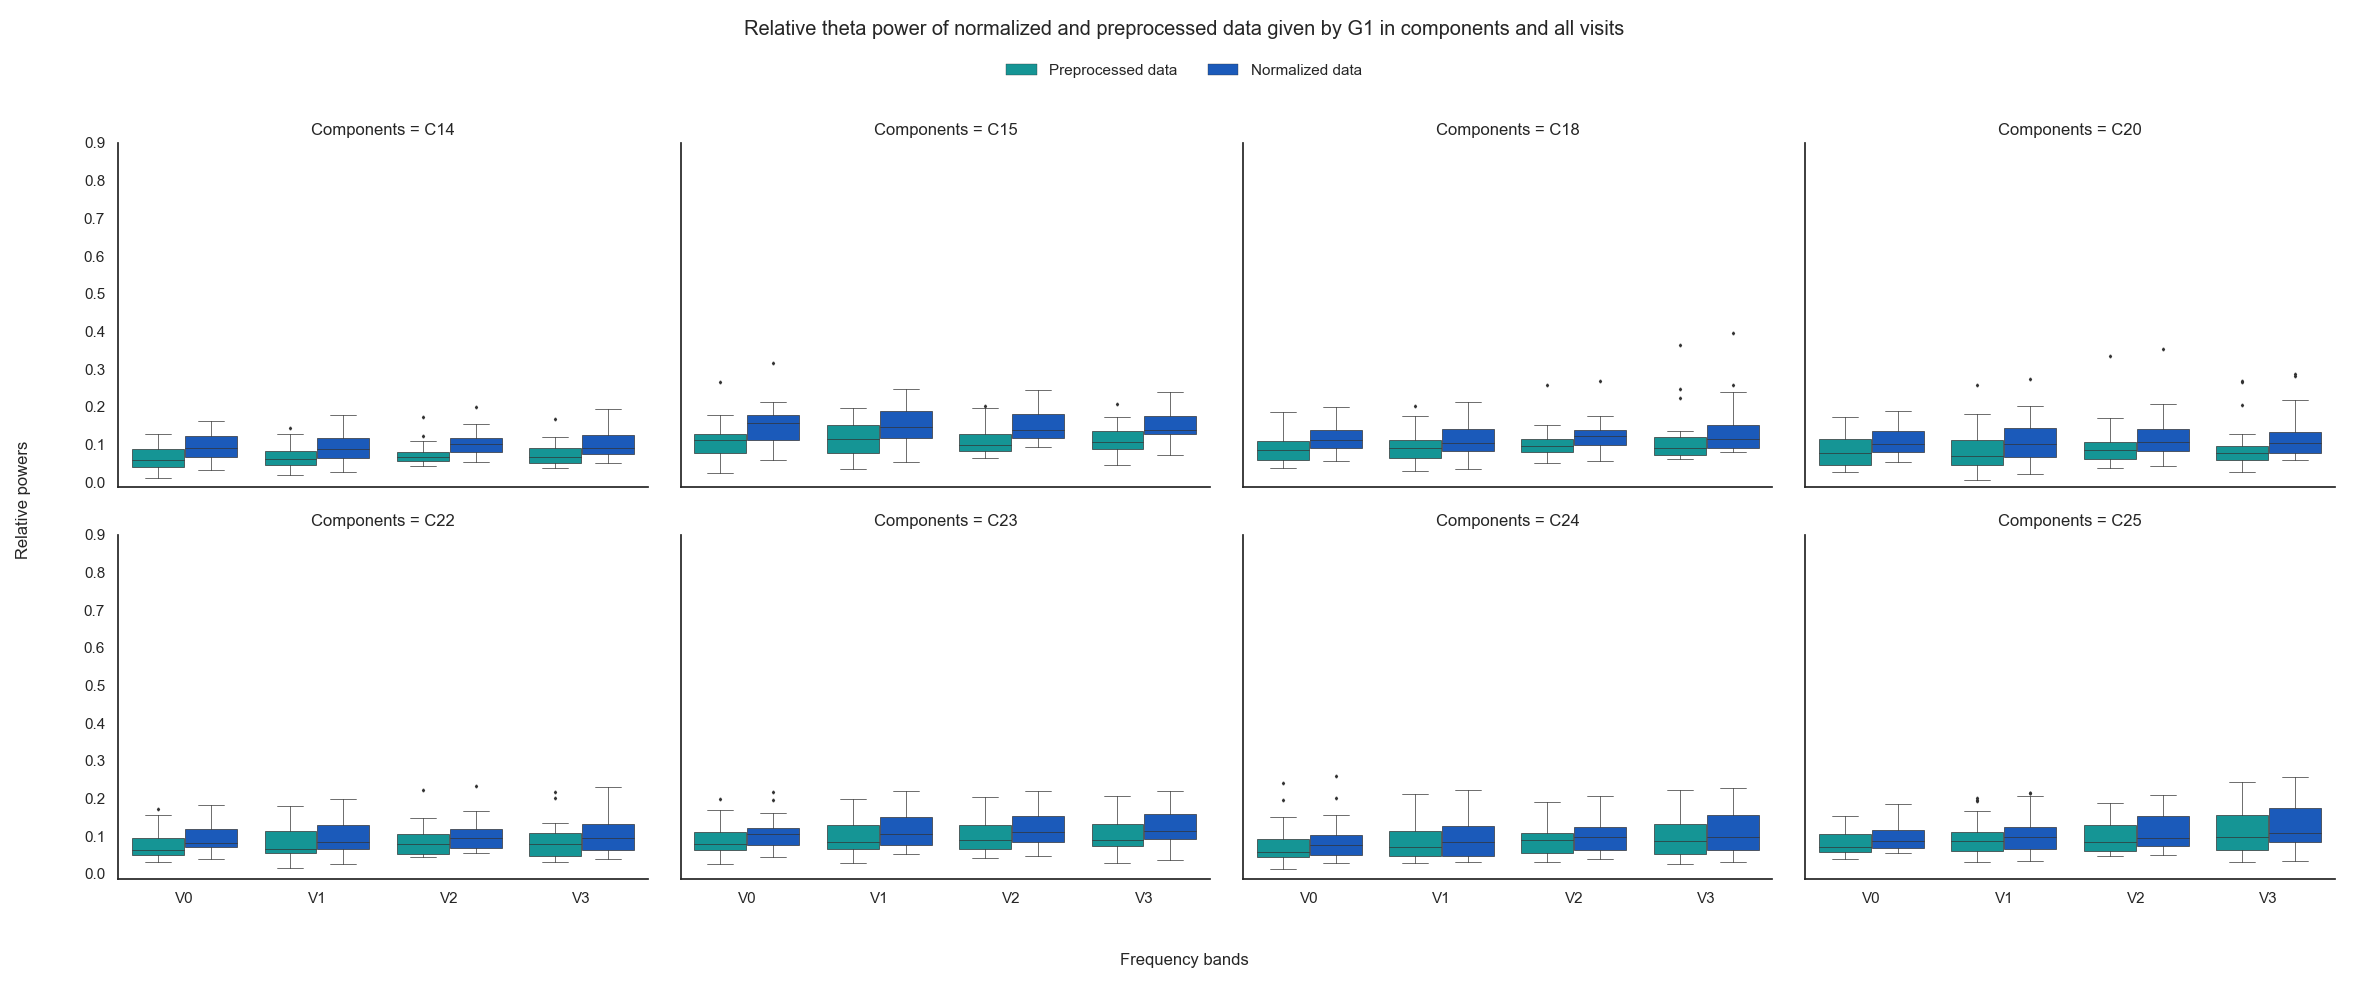 Relative theta power of normalized and preprocessed data given by G1 in components and all visits
Preprocessed data Normalized data
Components = C14 Components = C15 Components = C18 Components = C20
0.9
0.8
0.7
0.6
0.5
0.4
0.3
0.2
0.1
0.0
Relative powers
Components = C22 Components = C23 Components = C24 Components = C25
0.9
0.8
0.7
0.6
0.5
0.4
0.3
0.2
0.1
0.0
V0 V1 V2 V3 V0 V1 V2 V3 V0 V1 V2 V3 V0 V1 V2 V3
Frequency bands